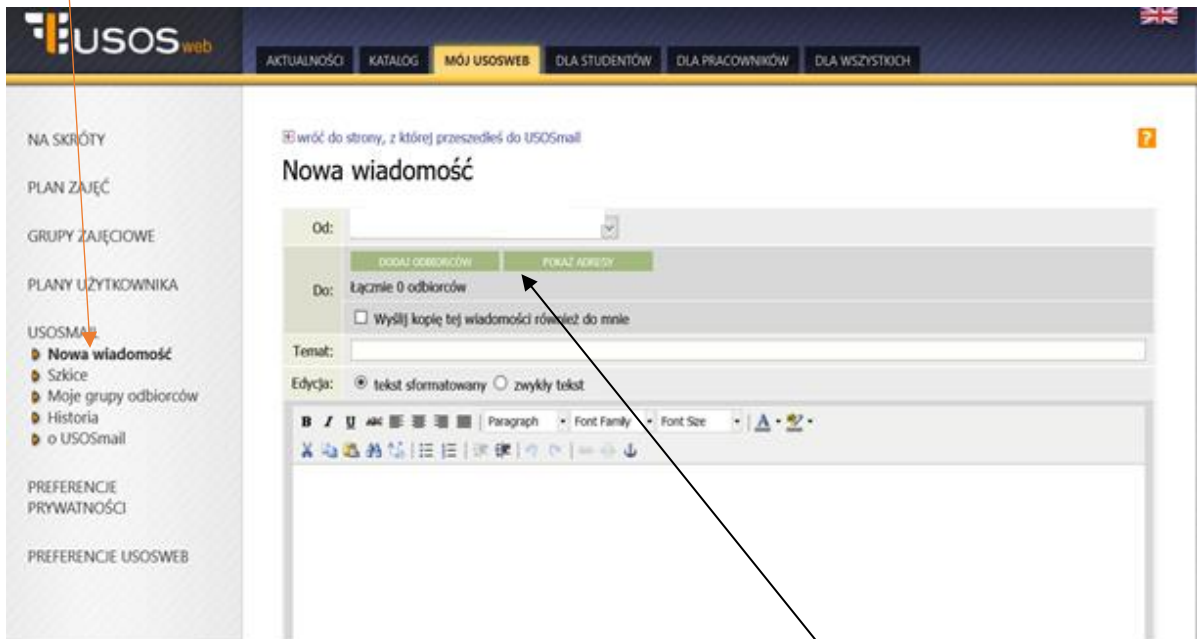 USOSweb
AKTUALNOŚCI KATALOG MÓJ USOSWEB DLA STUDENTÓW DLA PRACOWNIKÓW DLA WSZYSTKICH
NA SKRÓTY
PLAN ZAJĘĆ
GRUPY ZAJĘCIOWE
PLANY UŻYTKOWNIKA
USOSMAIL
Nowa wiadomość
Szkice
Moje grupy odbiorców
Historia
o USOSmail
PREFERENCJE
PRYWATNOŚCI
PREFERENCJE USOSWEB
wróć do strony, z której przeszedłeś do USOSmail
?
Nowa wiadomość
Od:
Do:
DODAJ ODBIORCÓW POKAŻ ADRESY
Łącznie 0 odbiorców
Wyślij kopię tej wiadomości również do mnie
Temat:
Edycja: tekst sformatowany zwykły tekst
B I U ABC Paragraph Font Family Font Size A